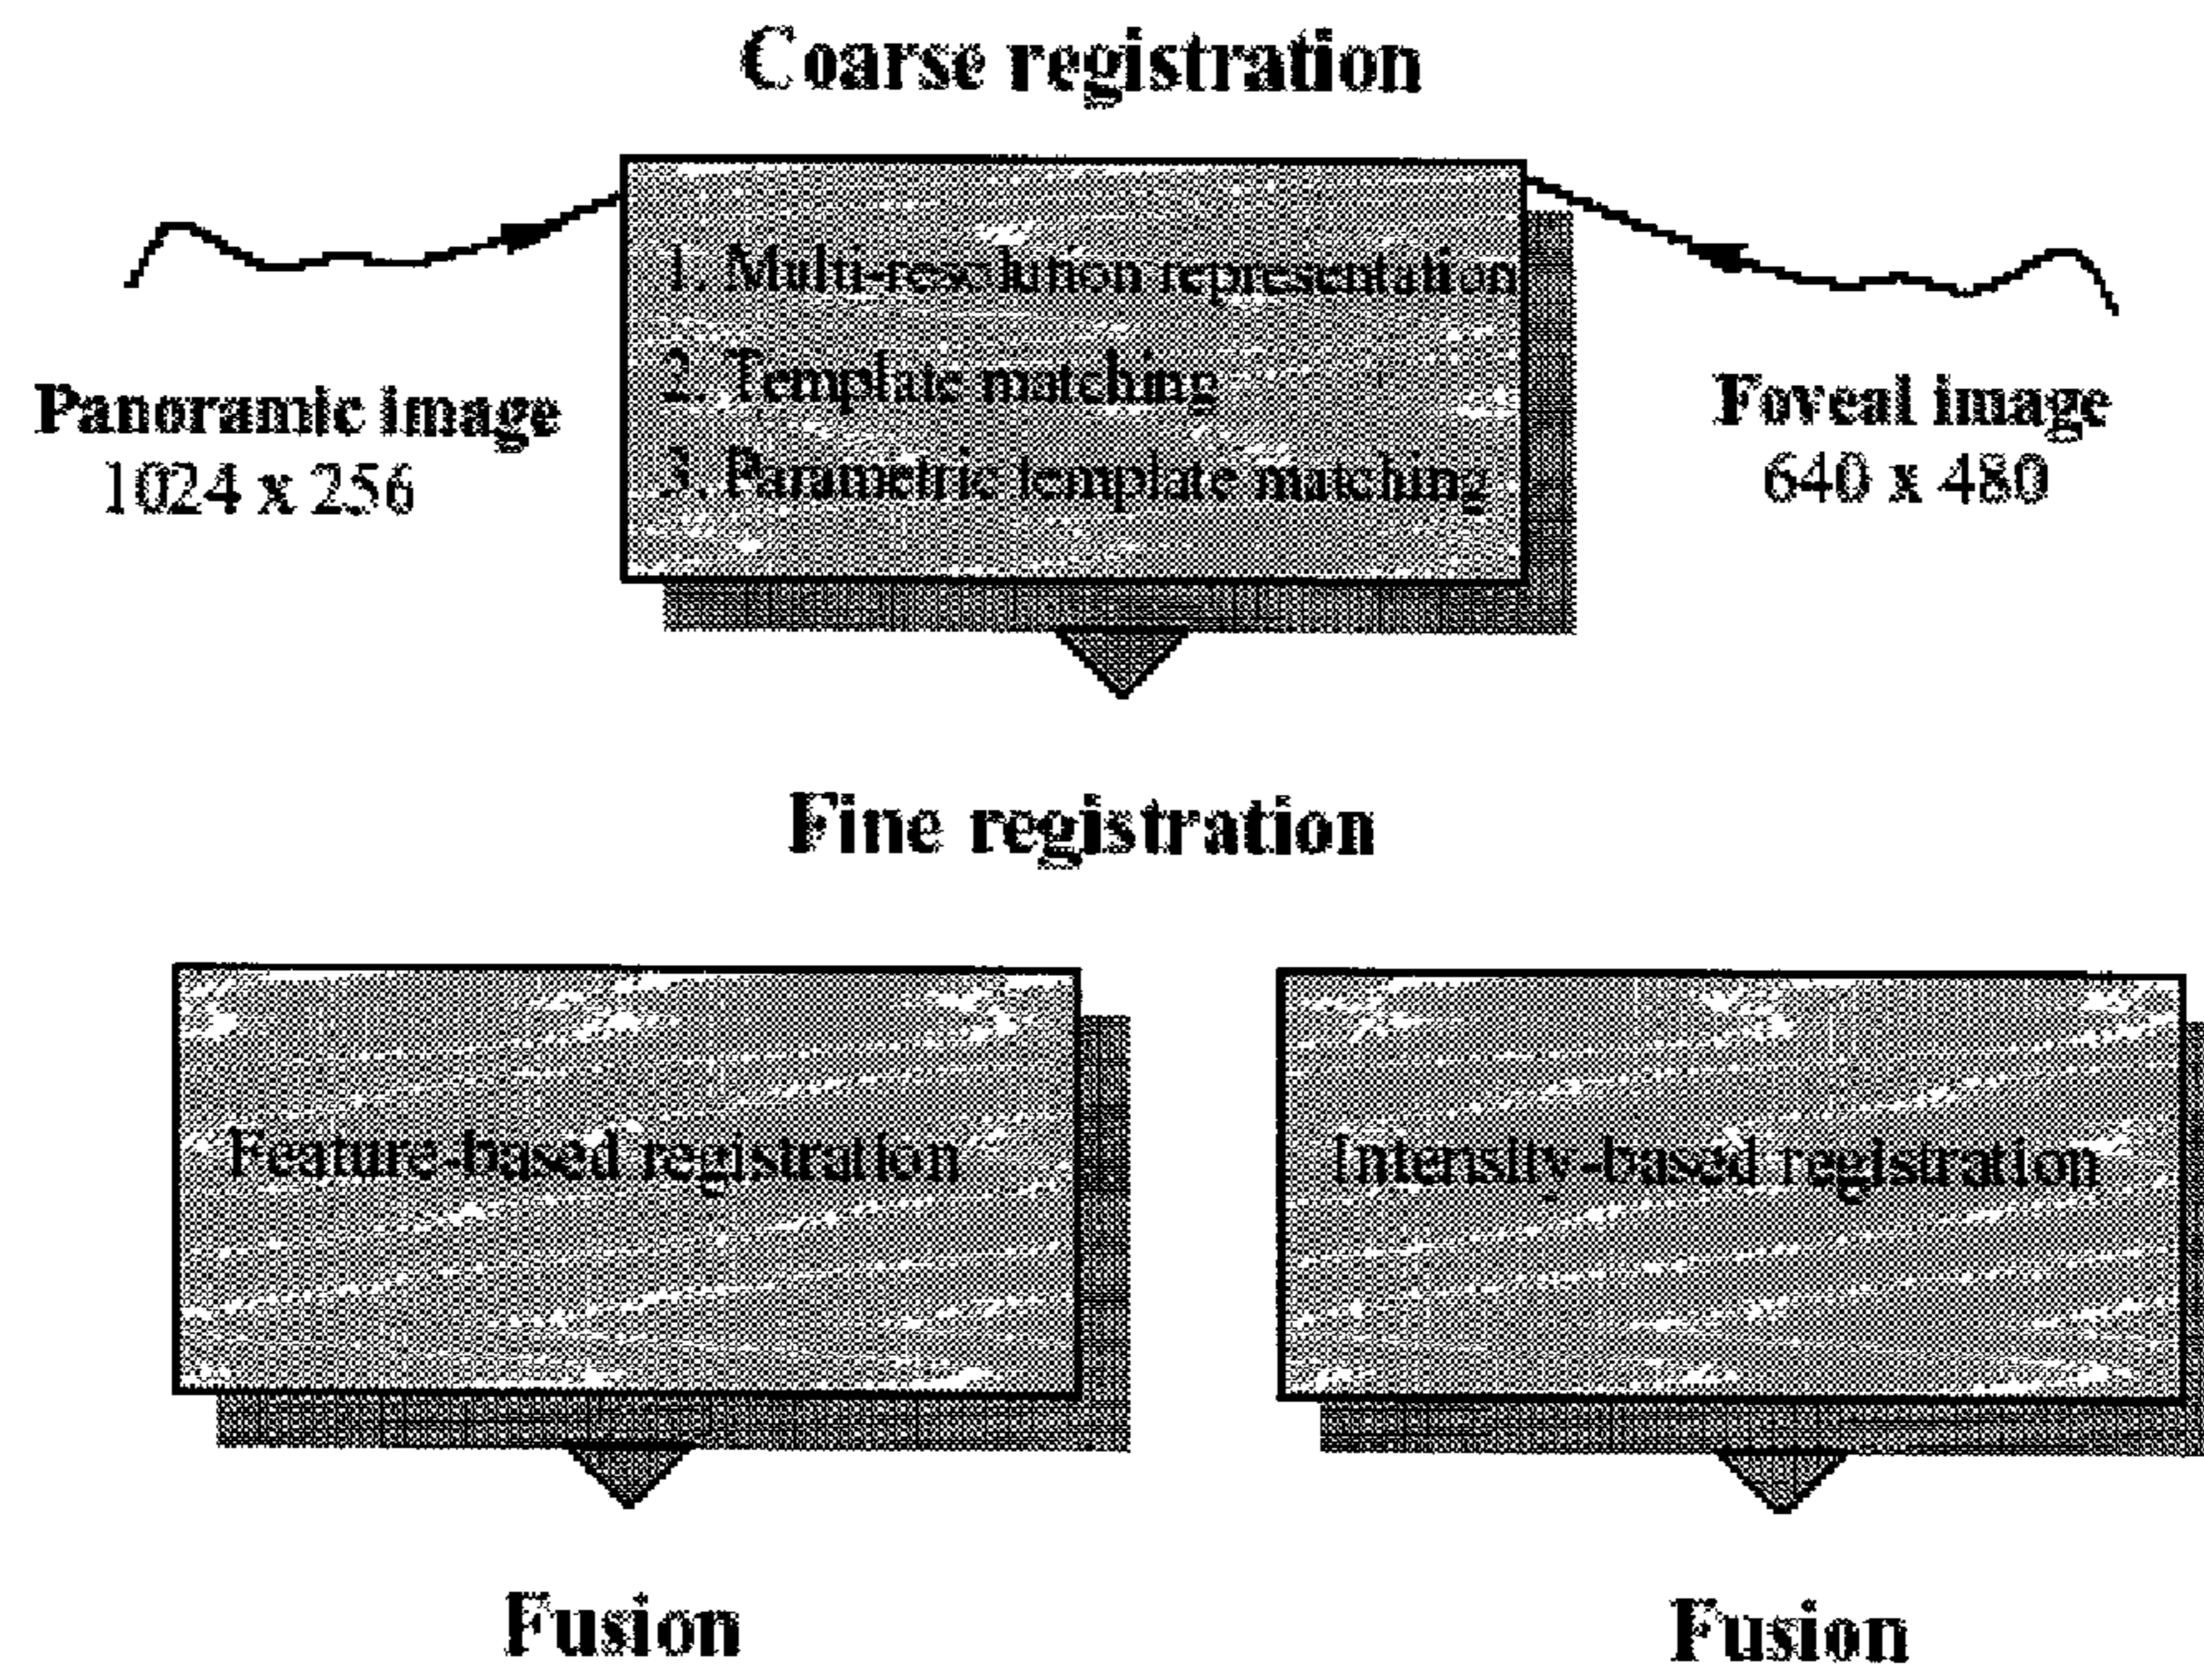 Coarse registration
1. Multi-resolution representation
2. Template matching
3. Parametric template matching
Panoramic image
1024 x 256
Foveal image
640 x 480
Fine registration
Feature-based registration
Intensity-based registration
Fusion
Fusion